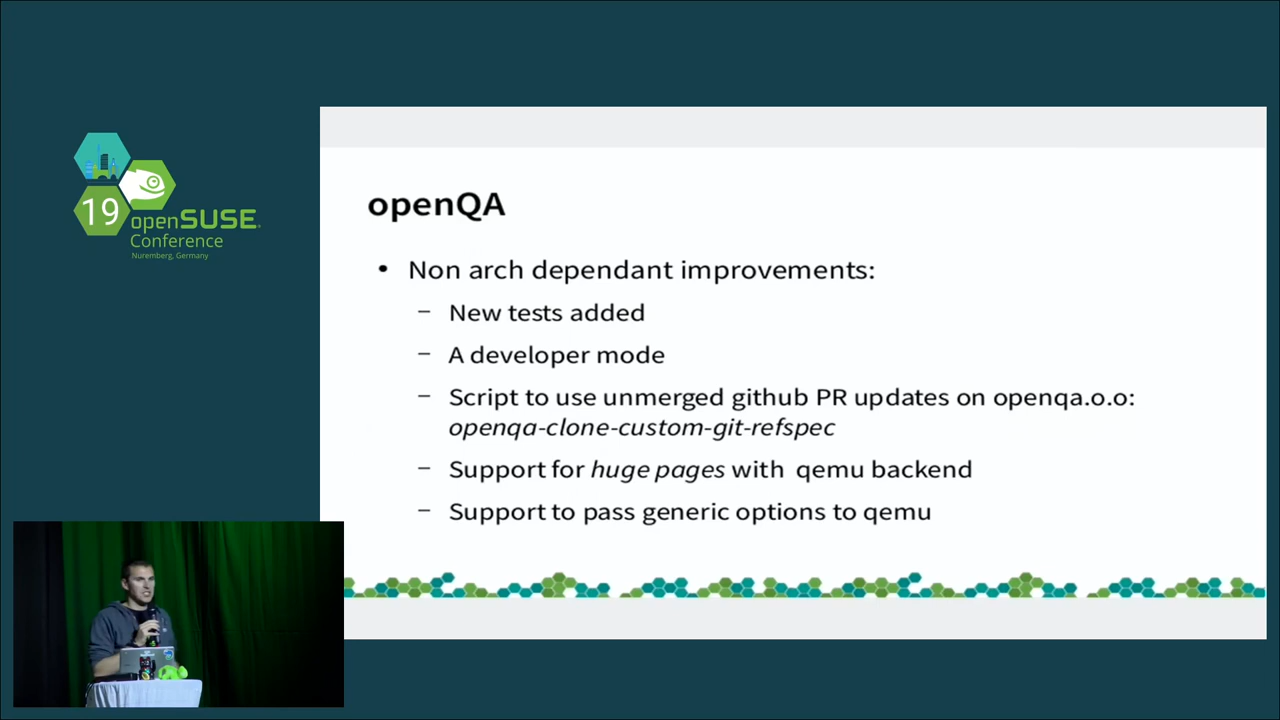 19
openSUSE
Conference
Nuremberg, Germany
openQA
• Non arch dependant improvements:
– New tests added
– A developer mode
– Script to use unmerged github PR updates on openqa.o.o:
openqa-clone-custom-git-refspec
– Support for huge pages with qemu backend
– Support to pass generic options to qemu